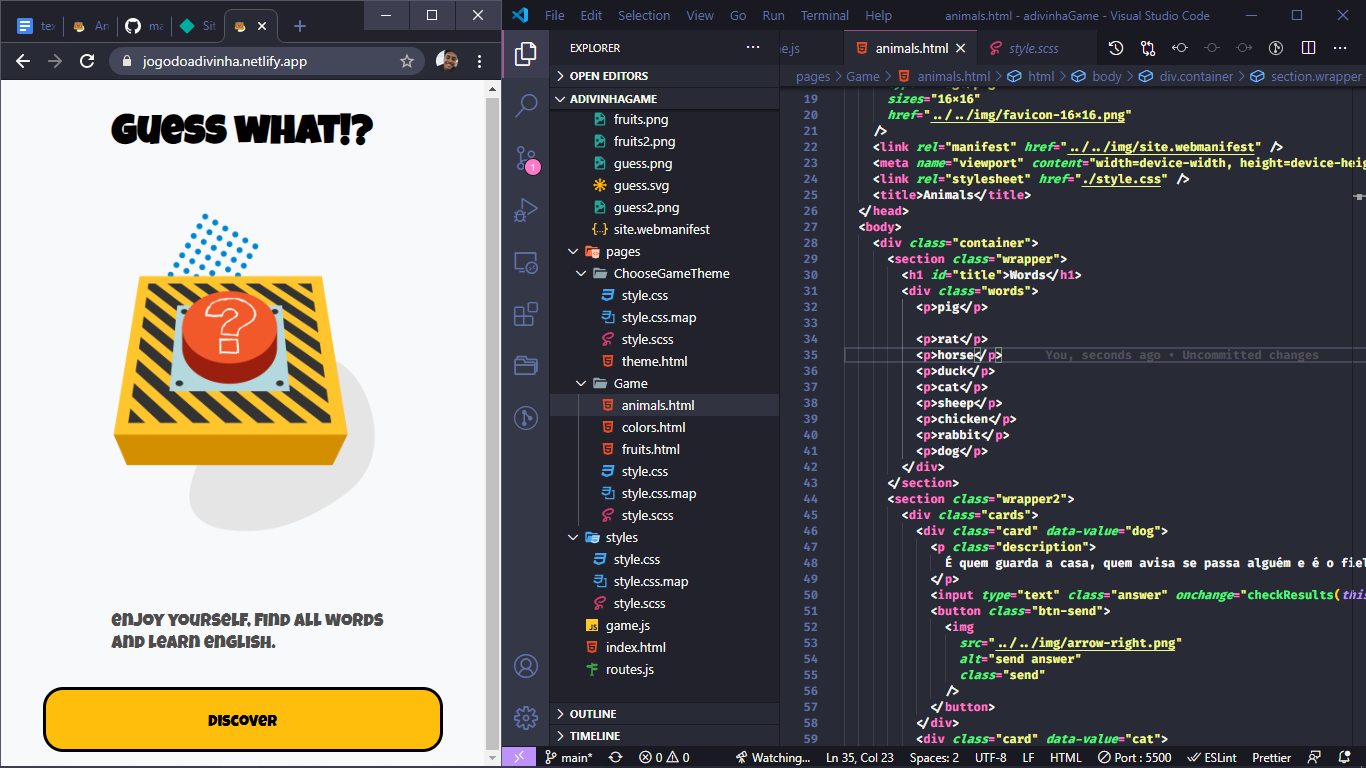 te
Ar
ma
Sit
jogodoadivinha.netlify.app
Guess what!?
?
enjoy yourself, find all words
and learn english.
Discover
File Edit Selection View Go Run Terminal Help
animals.html - adivinhaGame - Visual Studio Code
EXPLORER
OPEN EDITORS
ADIVINHAGAME
fruits.png
fruits2.png
guess.png
guess.svg
guess2.png
site.webmanifest
pages
ChooseGameTheme
style.css
style.css.map
style.scss
theme.html
Game
animals.html
colors.html
fruits.html
style.css
style.css.map
style.scss
styles
style.css
style.css.map
style.scss
JS game.js
index.html
routes.js
OUTLINE
TIMELINE
1
e.js animals.html style.scss
pages > Game > animals.html > html > body > div.container > section.wrapper
19 sizes="16×16"
20 href="../../img/favicon-16×16.png"
21 />
22 <link rel="manifest" href="../../img/site.webmanifest" />
23 <meta name="viewport" content="width=device-width, height=device-hei
24 <link rel="stylesheet" href="./style.css" />
25 <title>Animals</title>
26 </head>
27 <body>
28 <div class="container">
29 <section class="wrapper">
30 <h1 id="title">Words</h1>
31 <div class="words">
32 <p>pig</p>
33
34 <p>rat</p>
35 <p>horse</p> You, seconds ago • Uncommitted changes
36 <p>duck</p>
37 <p>cat</p>
38 <p>sheep</p>
39 <p>chicken</p>
40 <p>rabbit</p>
41 <p>dog</p>
42 </div>
43 </section>
44 <section class="wrapper2">
45 <div class="cards">
46 <div class="card" data-value="dog">
47 <p class="description">
48 É quem guarda a casa, quem avisa se passa alguém e é o fiel
49 </p>
50 <input type="text" class="answer" onchange="checkResults(this
51 <button class="btn-send">
52 <img
53 src="../../img/arrow-right.png"
54 alt="send answer"
55 class="send"
56 />
57 </button>
58 </div>
59 <div class="card" data-value="cat">
main* 0 0 Watching... Ln 35, Col 23 Spaces: 2 UTF-8 LF HTML Port : 5500 ESLint Prettier